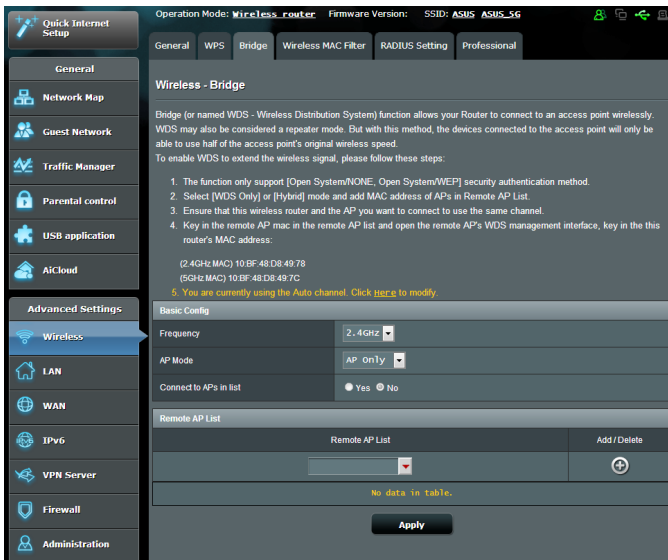 Quick Internet
Setup
Operation Mode: Wireless router Firmware Version: SSID: ASUS ASUS_5G
General WPS Bridge Wireless MAC Filter RADIUS Setting Professional
General
Network Map
Guest Network
Traffic Manager
Parental control
USB application
AiCloud
Advanced Settings
Wireless
LAN
WAN
IPv6
VPN Server
Firewall
Administration
Wireless - Bridge
Bridge (or named WDS - Wireless Distribution System) function allows your Router to connect to an access point wirelessly.
WDS may also be considered a repeater mode. But with this method, the devices connected to the access point will only be
able to use half of the access point's original wireless speed.
To enable WDS to extend the wireless signal, please follow these steps:
1. The function only support [Open System/NONE, Open System/WEP] security authentication method.
2. Select [WDS Only] or [Hybrid] mode and add MAC address of APs in Remote AP List.
3. Ensure that this wireless router and the AP you want to connect to use the same channel.
4. Key in the remote AP mac in the remote AP list and open the remote AP's WDS management interface, key in the this
router's MAC address:
(2.4GHz MAC) 10:BF:48:D8:49:78
(5GHz MAC) 10:BF:48:D8:49:7C
5. You are currently using the Auto channel. Click Here to modify.
Basic Config
Frequency 2.4GHz
AP Mode AP Only
Connect to APs in list Yes No
Remote AP List
Remote AP List Add / Delete
No data in table.
Apply